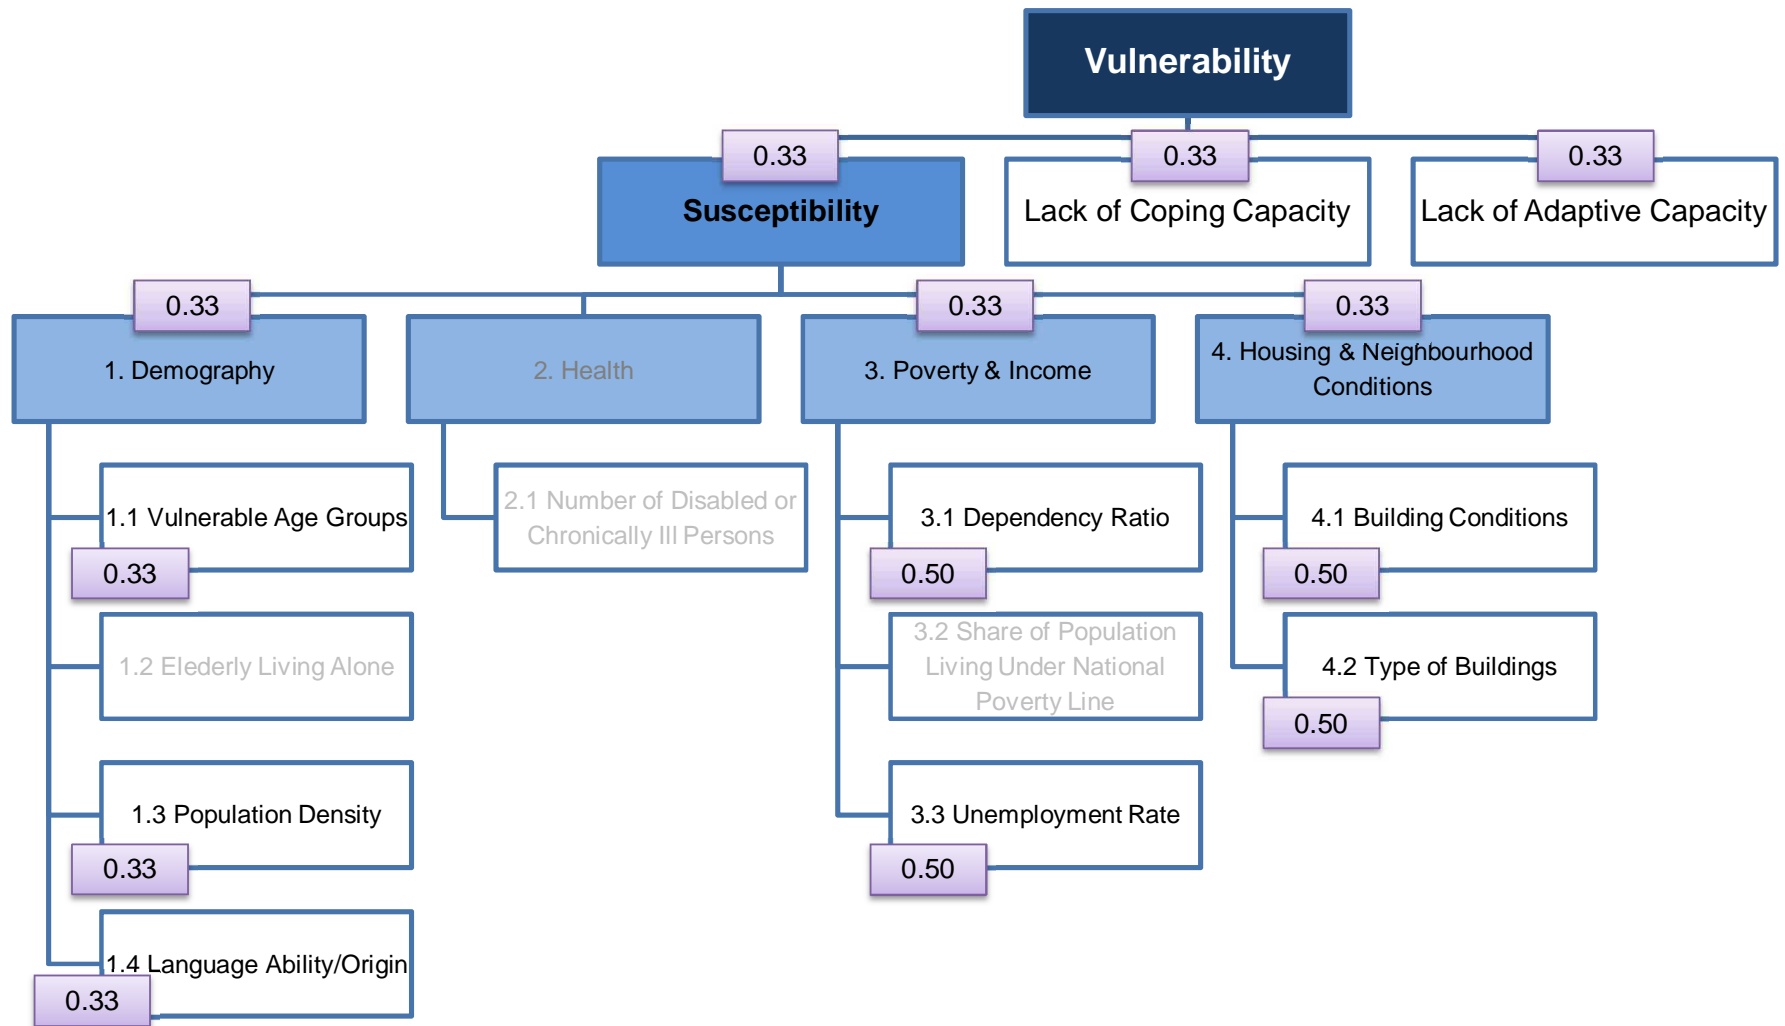 Vulnerability
0.33
0.33
0.33
Susceptibility
Lack of Coping Capacity
Lack of Adaptive Capacity
0.33
0.33
0.33
1. Demography
2. Health
3. Poverty & Income
4. Housing & Neighbourhood
Conditions
1.1 Vulnerable Age Groups
0.33
2.1 Number of Disabled or
Chronically Ill Persons
3.1 Dependency Ratio
0.50
4.1 Building Conditions
0.50
1.2 Elederly Living Alone
3.2 Share of Population
Living Under National
Poverty Line
4.2 Type of Buildings
0.50
1.3 Population Density
0.33
3.3 Unemployment Rate
0.50
1.4 Language Ability/Origin
0.33